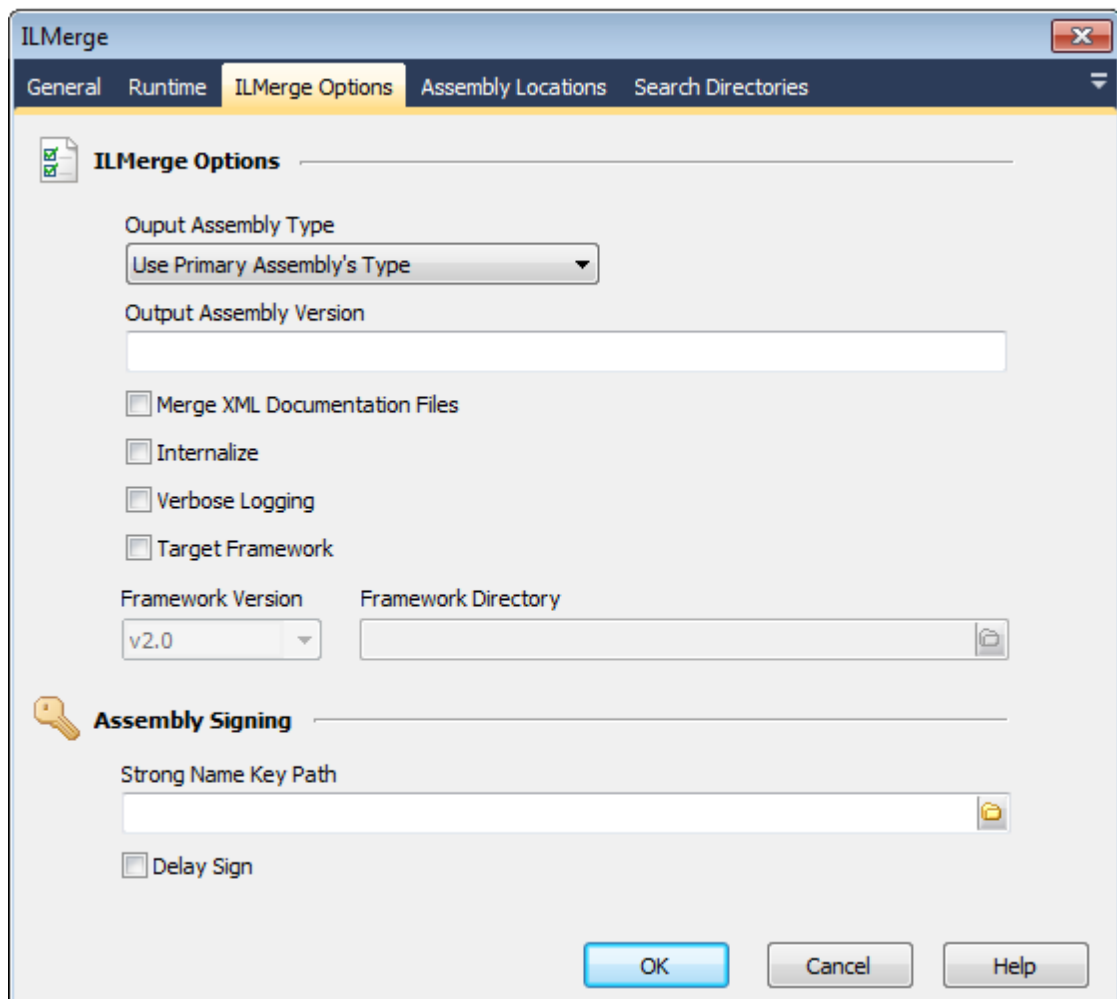 ILMerge
General Runtime ILMerge Options Assembly Locations Search Directories
ILMerge Options
Ouput Assembly Type
Use Primary Assembly's Type
Output Assembly Version
Merge XML Documentation Files
Internalize
Verbose Logging
Target Framework
Framework Version Framework Directory
v2.0
Assembly Signing
Strong Name Key Path
Delay Sign
OK Cancel Help